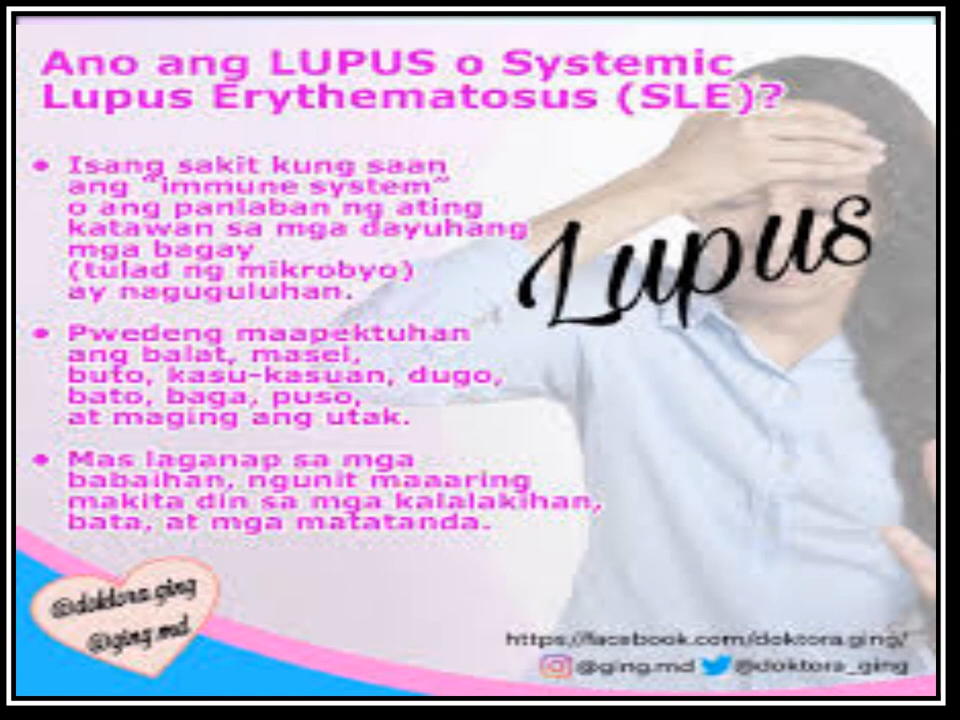 Ano ang LUPUS o Systemic
Lupus Erythematosus (SLE)?
• Isang sakit kung saan
ang "immune system"
o ang panlaban ng ating
katawan sa mga dayuhang
mga bagay
(tulad ng mikrobyo)
ay naguguluhan.
• Pwedeng maapektuhan
ang balat, masel,
buto, kasu-kasuan, dugo,
bato, baga, puso,
at maging ang utak.
• Mas laganap sa mga
babaihan, ngunit maaaring
makita din sa mga kalalakihan,
bata, at mga matatanda.
Lupus
@doktora.ging
@ging.md
https://facebook.com/doktora.ging/
@ging.md @doktora_ging